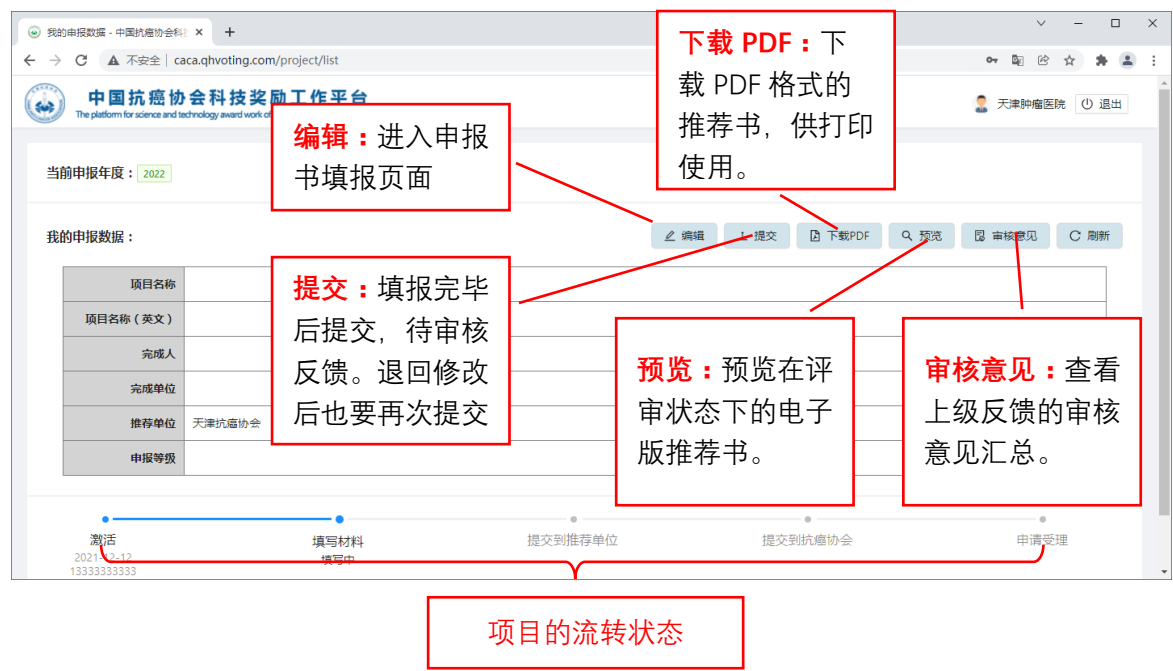 我的申报数据 - 中国抗癌协会科
不安全 | caca.qhvoting.com/project/list
中国抗癌协会科技奖励工作平台
The platform for science and technology award work of
天津肿瘤医院
退出
下载 PDF：下
载 PDF 格式的
推荐书，供打印
使用。
编辑：进入申报
书填报页面
当前申报年度：2022
我的申报数据：
编辑
提交
下载PDF
预览
审核意见
刷新
项目名称
项目名称（英文）
完成人
完成单位
推荐单位 天津抗癌协会
申报等级
提交：填报完毕
后提交，待审核
反馈。退回修改
后也要再次提交
预览：预览在评
审状态下的电子
版推荐书。
审核意见：查看
上级反馈的审核
意见汇总。
激活
2021-12-12
13333333333
填写材料
填写中
提交到推荐单位
提交到抗癌协会
申请受理
项目的流转状态